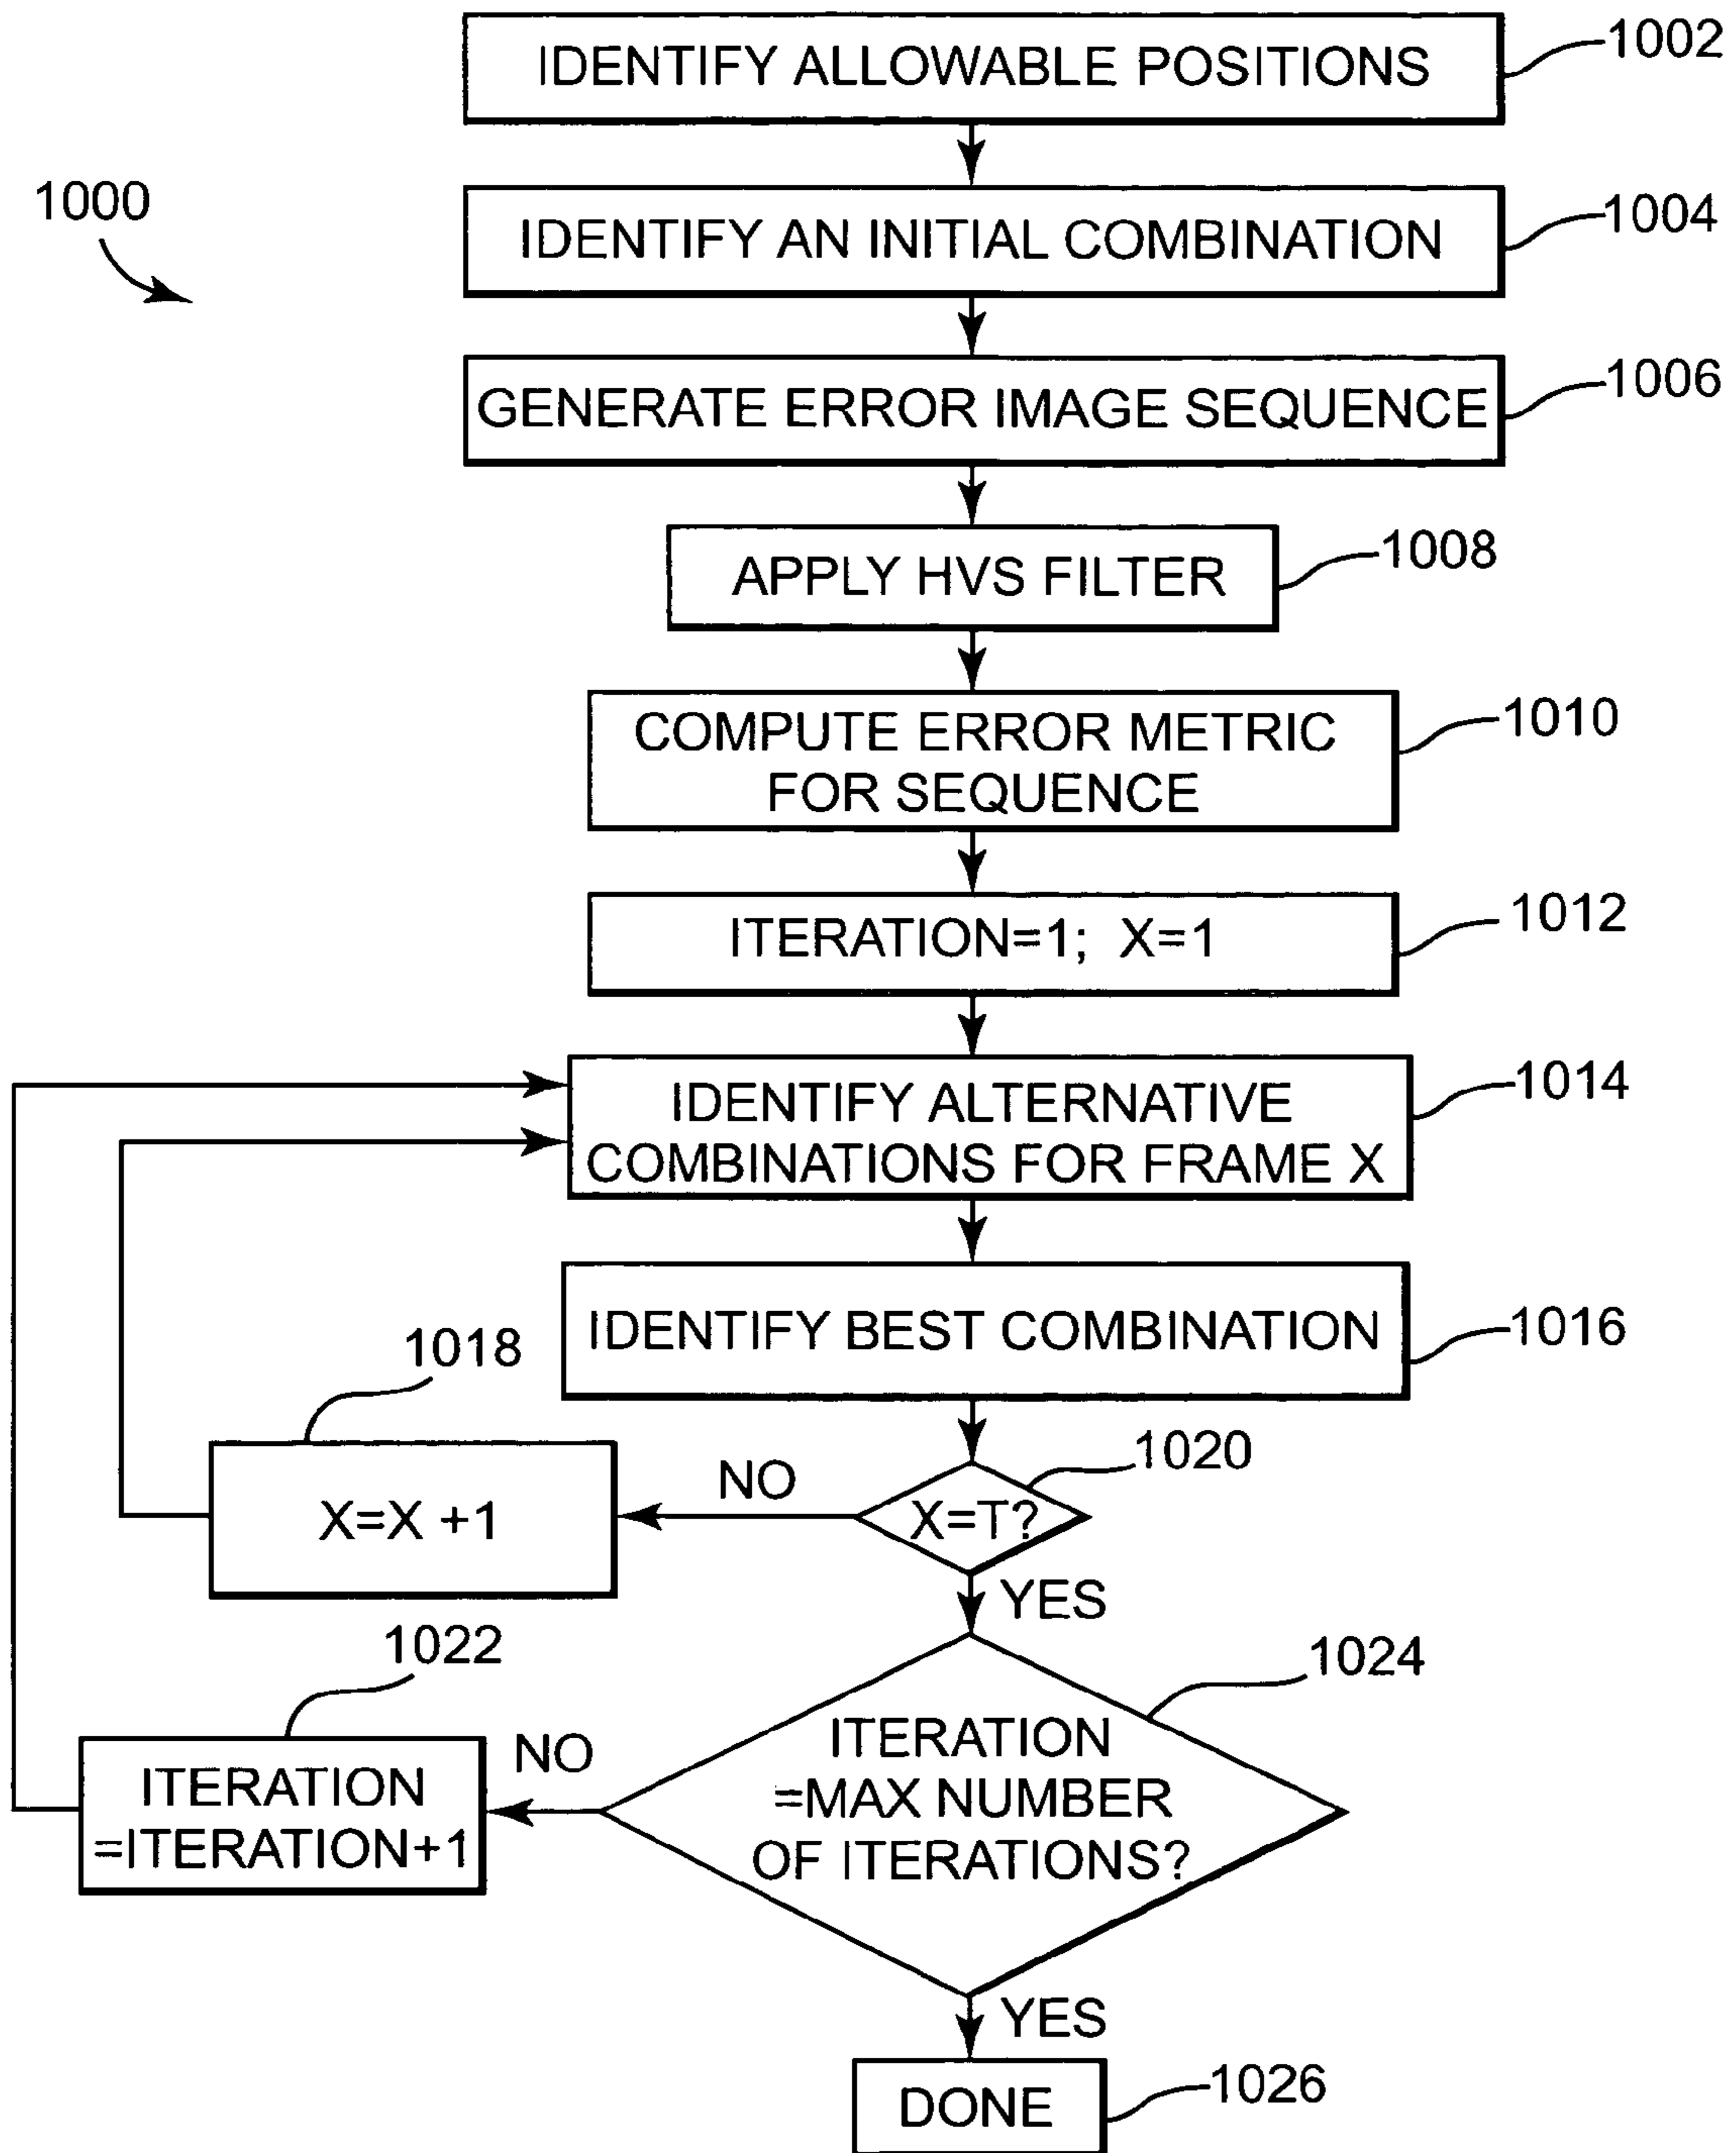 IDENTIFY ALLOWABLE POSITIONS
1002
1000
IDENTIFY AN INITIAL COMBINATION
1004
GENERATE ERROR IMAGE SEQUENCE
1006
APPLY HVS FILTER
1008
COMPUTE ERROR METRIC
FOR SEQUENCE
1010
ITERATION=1; X=1
1012
IDENTIFY ALTERNATIVE
COMBINATIONS FOR FRAME X
1014
IDENTIFY BEST COMBINATION
1016
1018
X=X +1
NO
X=T?
1020
YES
1022
ITERATION
=ITERATION+1
NO
ITERATION
=MAX NUMBER
OF ITERATIONS?
1024
YES
DONE
1026